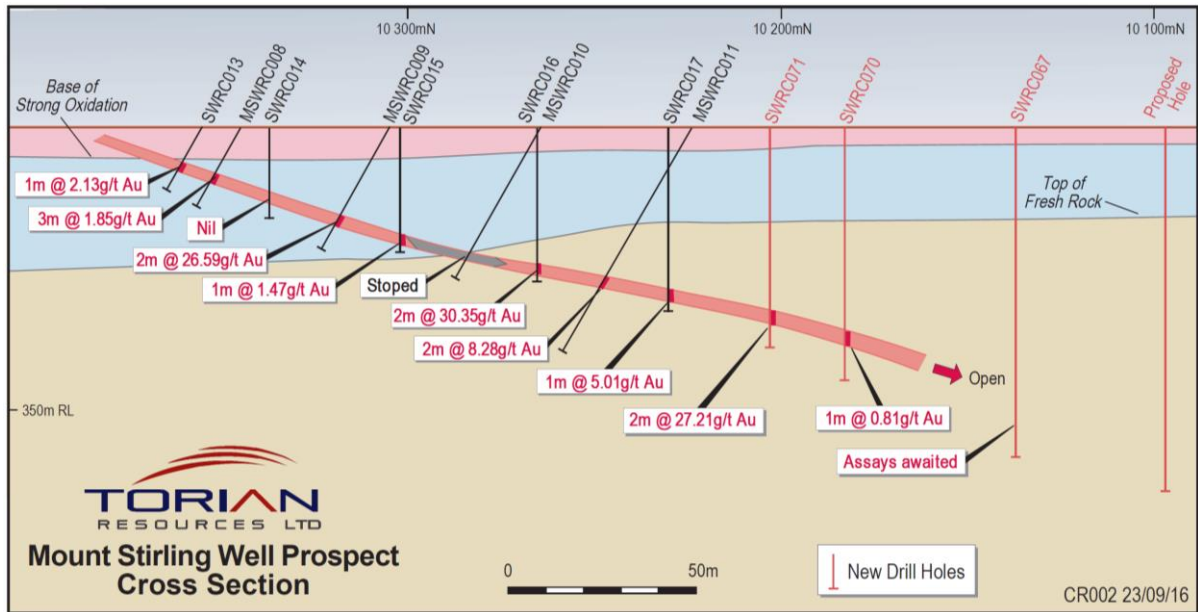 10 300mN
10 200mN
10 100mN
SWRC013
MSWRC008
SWRC014
MSWRC009
SWRC015
SWRC016
MSWRC010
SWRC017
MSWRC011
SWRC071
SWRC070
SWRC067
Proposed
Hole
Base of
Strong Oxidation
Top of
Fresh Rock
1m @ 2.13g/t Au
3m @ 1.85g/t Au
Nil
2m @ 26.59g/t Au
1m @ 1.47g/t Au
Stoped
2m @ 30.35g/t Au
2m @ 8.28g/t Au
1m @ 5.01g/t Au
2m @ 27.21g/t Au
1m @ 0.81g/t Au
Open
Assays awaited
350m RL
TORIAN
RESOURCES LTD
Mount Stirling Well Prospect
Cross Section
0 50m
New Drill Holes
CR002 23/09/16